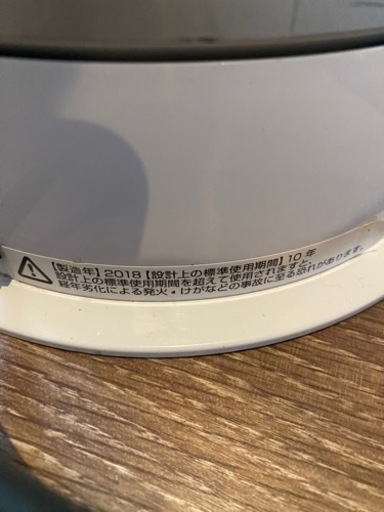 【製造年】2018【設計上の標準使用期間】10年
設計上の標準使用期間を超えて使用されますと、
経年劣化による発火・けがなどの事故に至る恐れがあります。